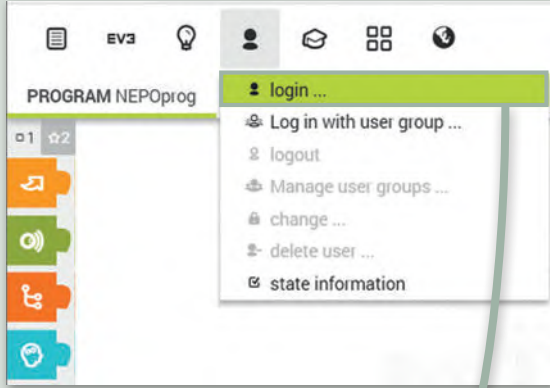 EV3
PROGRAM NEPOprog
1 2
login ...
Log in with user group ...
logout
Manage user groups ...
change ...
delete user ...
state information